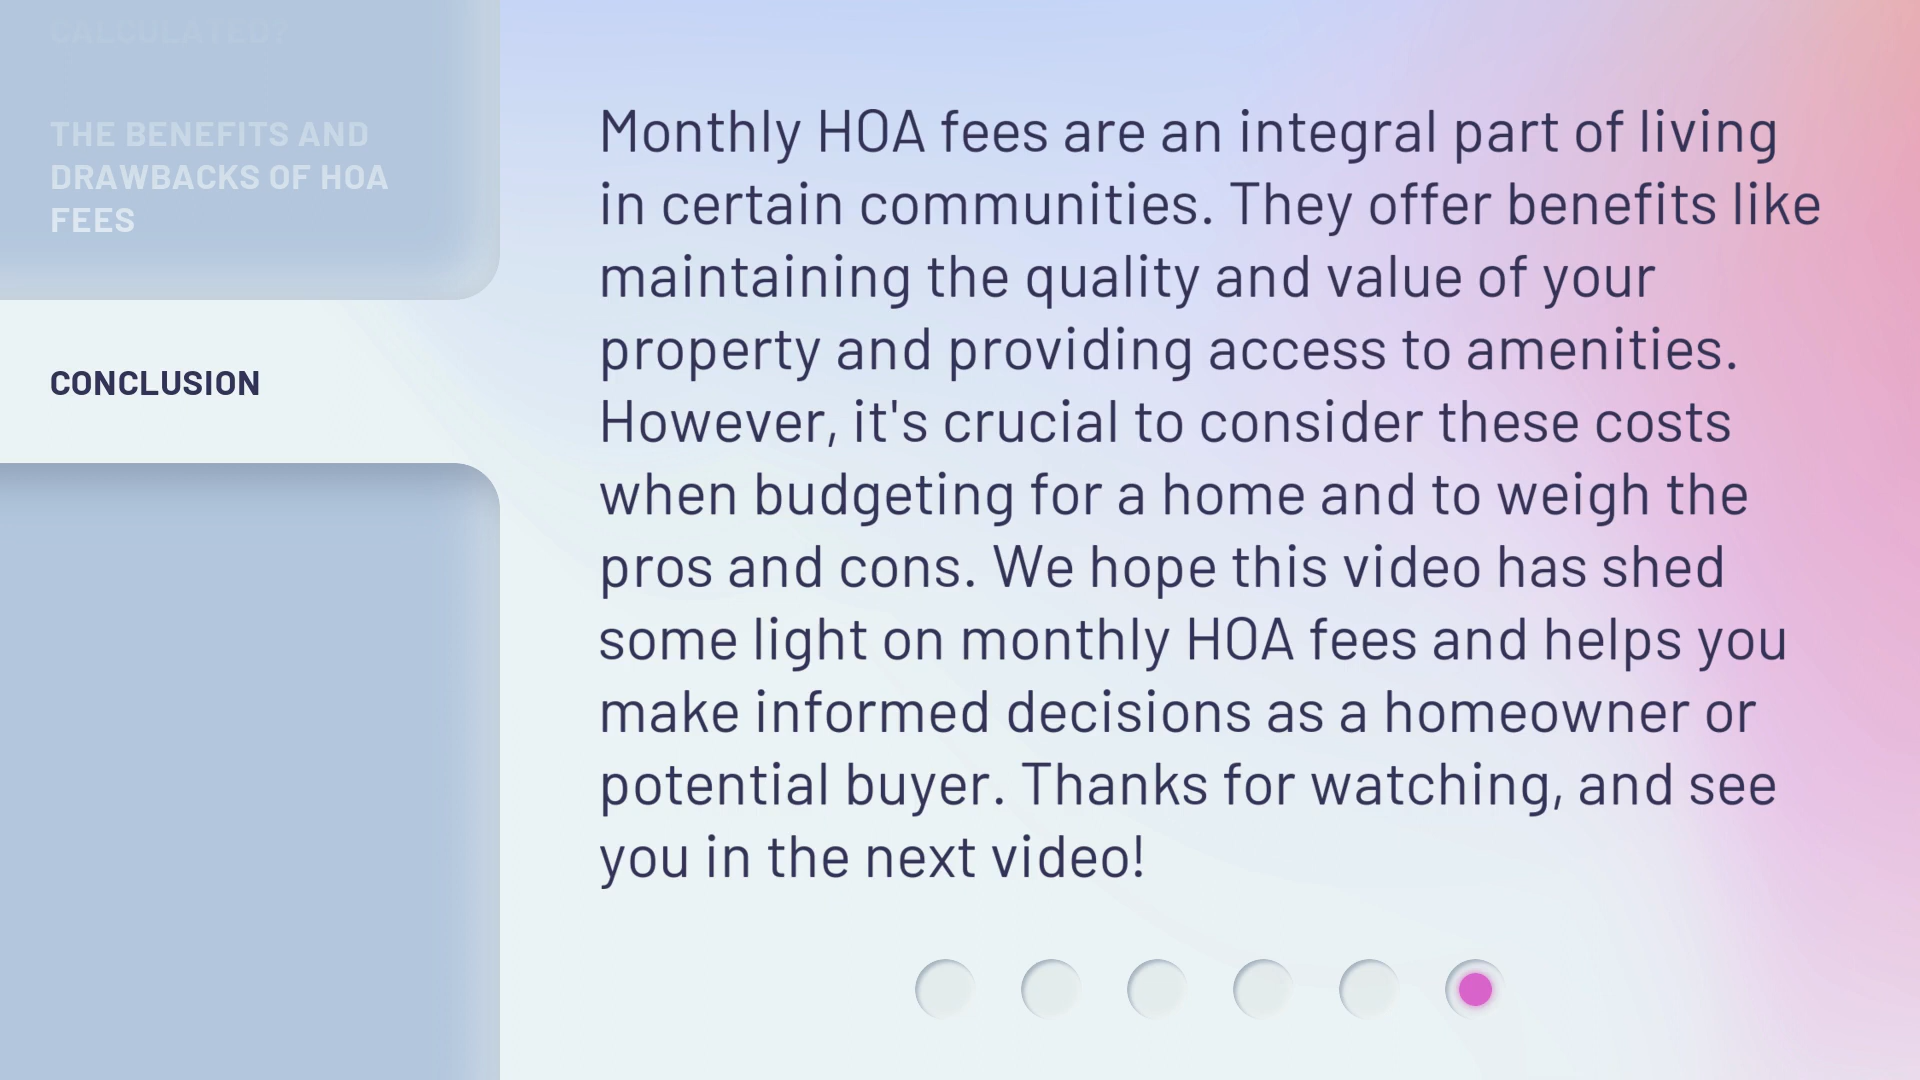 CALCULATED?
THE BENEFITS AND
DRAWBACKS OF HOA
FEES
CONCLUSION
Monthly HOA fees are an integral part of living
in certain communities. They offer benefits like
maintaining the quality and value of your
property and providing access to amenities.
However, it's crucial to consider these costs
when budgeting for a home and to weigh the
pros and cons. We hope this video has shed
some light on monthly HOA fees and helps you
make informed decisions as a homeowner or
potential buyer. Thanks for watching, and see
you in the next video!